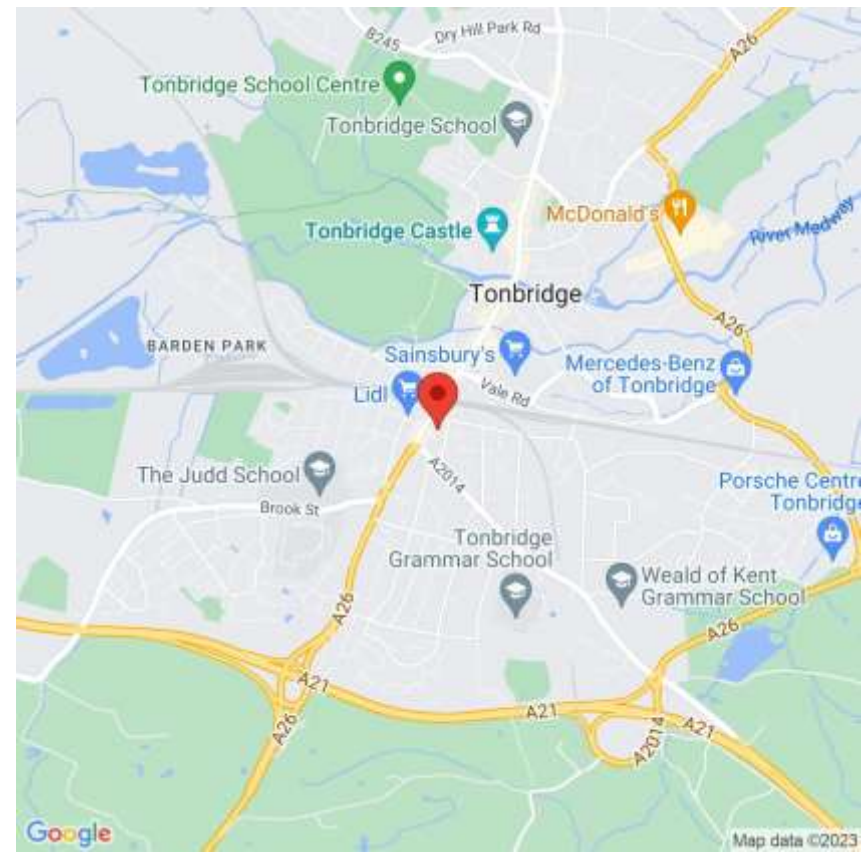 Dry Hill Park Rd
B245
A26
Tonbridge School Centre
Tonbridge School
McDonald's
Tonbridge Castle
River Medway
Tonbridge
A26
BARDEN PARK
Sainsbury's
Mercedes-Benz
of Tonbridge
Lidl
Vale Rd
A2014
The Judd School
Porsche Centre
Tonbridge
Brook St
Tonbridge
Grammar School
Weald of Kent
Grammar School
A26
A26
A21
A26
A21
A2014
A21
Google
Map data ©2023